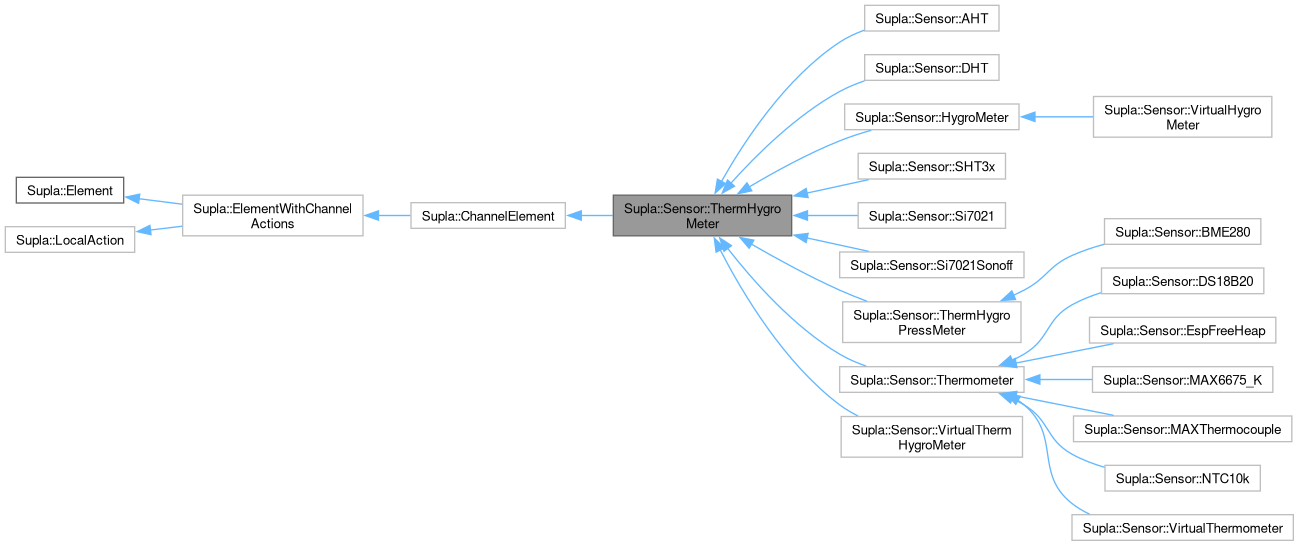 Supla::Element
Supla::LocalAction
Supla::ElementWithChannel
Actions
Supla::ChannelElement
Supla::Sensor::ThermHygro
Meter
Supla::Sensor::AHT
Supla::Sensor::DHT
Supla::Sensor::HygroMeter
Supla::Sensor::SHT3x
Supla::Sensor::Si7021
Supla::Sensor::Si7021Sonoff
Supla::Sensor::ThermHygro
PressMeter
Supla::Sensor::Thermometer
Supla::Sensor::VirtualTherm
HygroMeter
Supla::Sensor::VirtualHygro
Meter
Supla::Sensor::BME280
Supla::Sensor::DS18B20
Supla::Sensor::EspFreeHeap
Supla::Sensor::MAX6675_K
Supla::Sensor::MAXThermocouple
Supla::Sensor::NTC10k
Supla::Sensor::VirtualThermometer